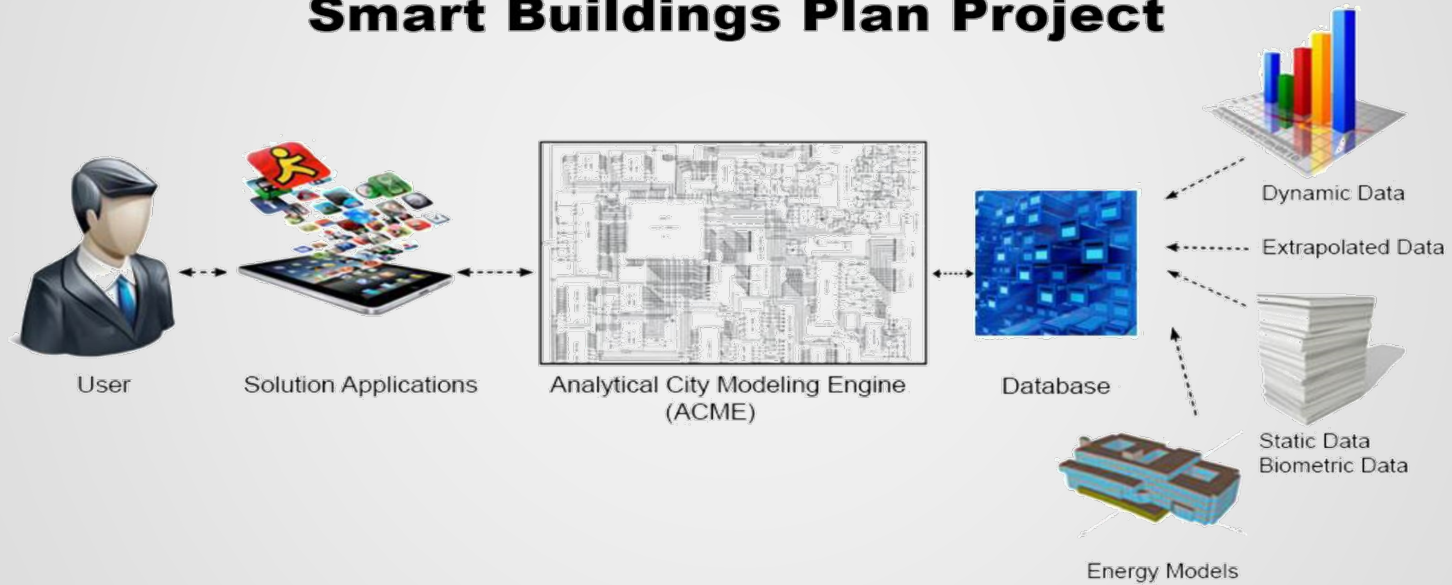 Smart Buildings Plan Project
Dynamic Data
Extrapolated Data
User
Solution Applications
Analytical City Modeling Engine
(ACME)
Database
Static Data
Biometric Data
Energy Models